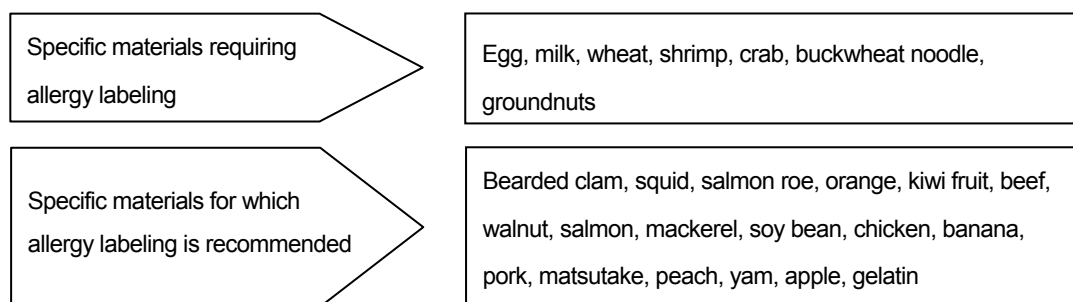 Specific materials requiring
allergy labeling
Egg, milk, wheat, shrimp, crab, buckwheat noodle,
groundnuts
Specific materials for which
allergy labeling is recommended
Bearded clam, squid, salmon roe, orange, kiwi fruit, beef,
walnut, salmon, mackerel, soy bean, chicken, banana,
pork, matsutake, peach, yam, apple, gelatin